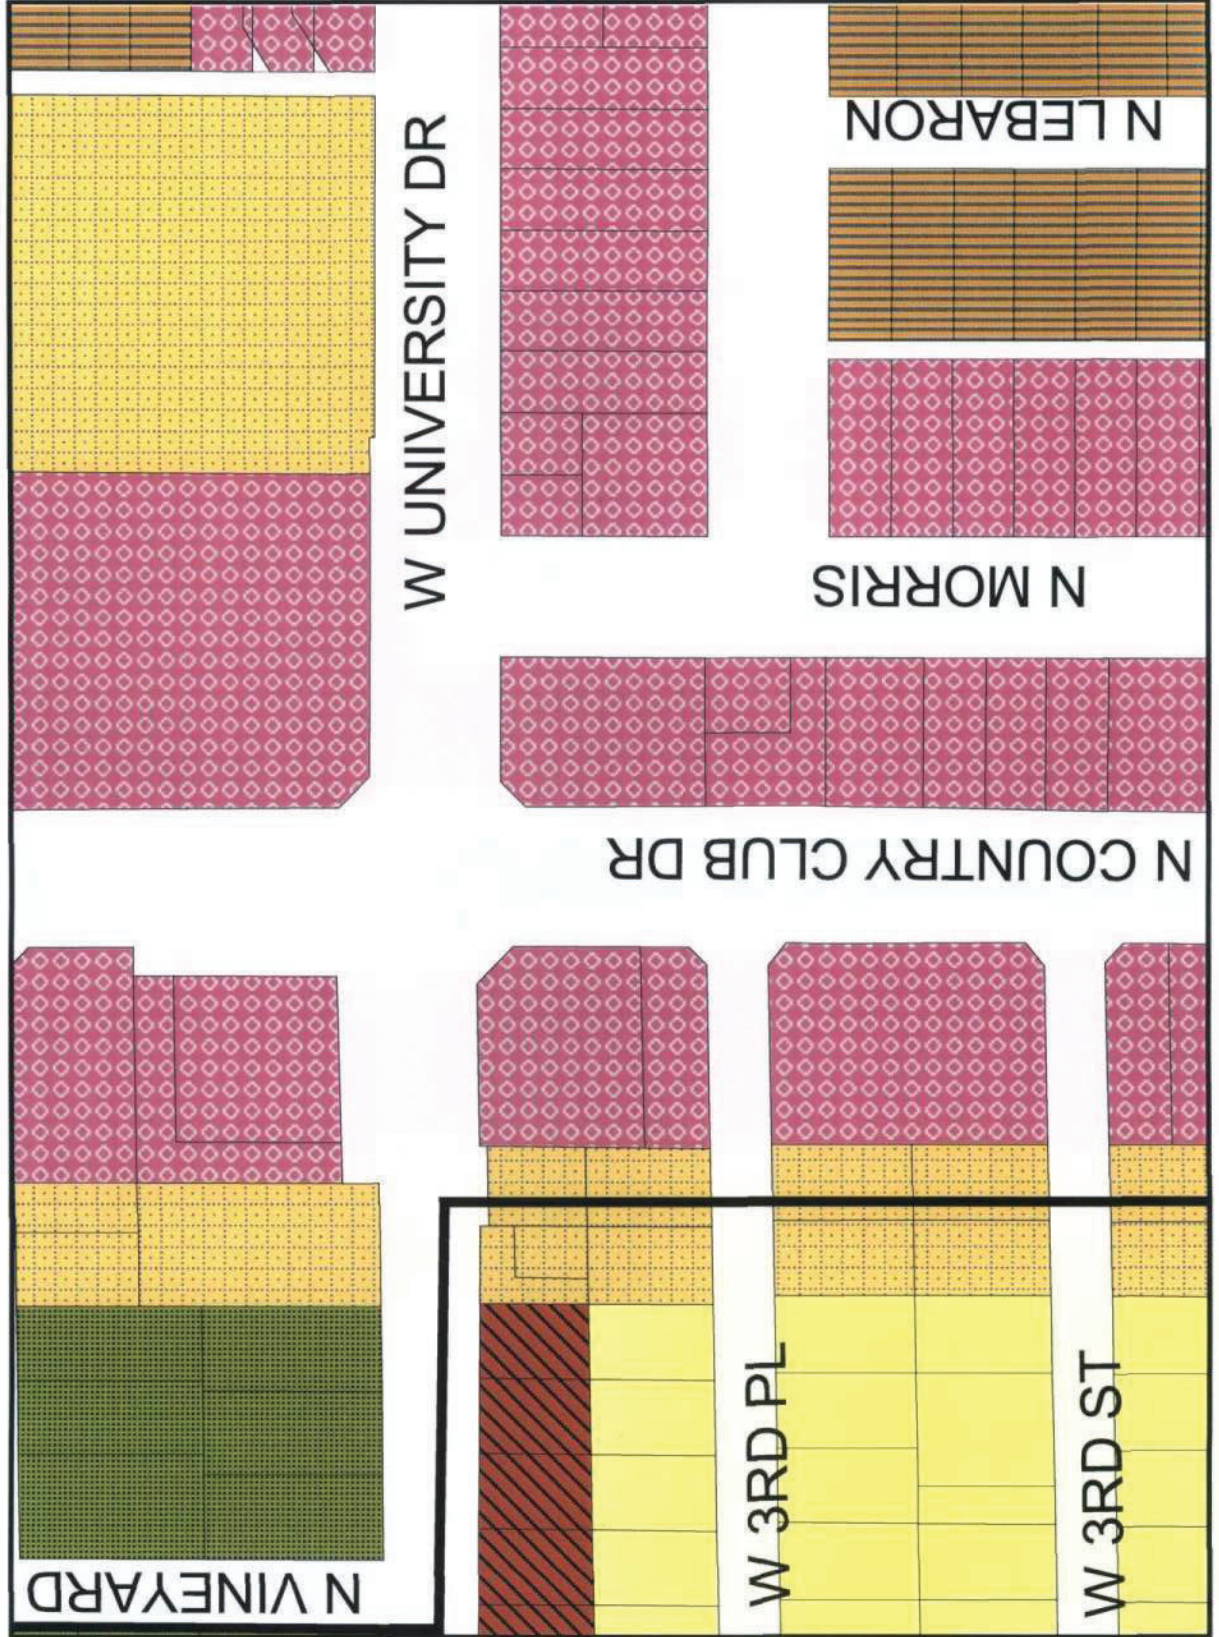 N LEBARON
W UNIVERSITY DR
N MORRIS
N COUNTRY CLUB DR
W 3RD PL
W 3RD ST
N VINEYARD